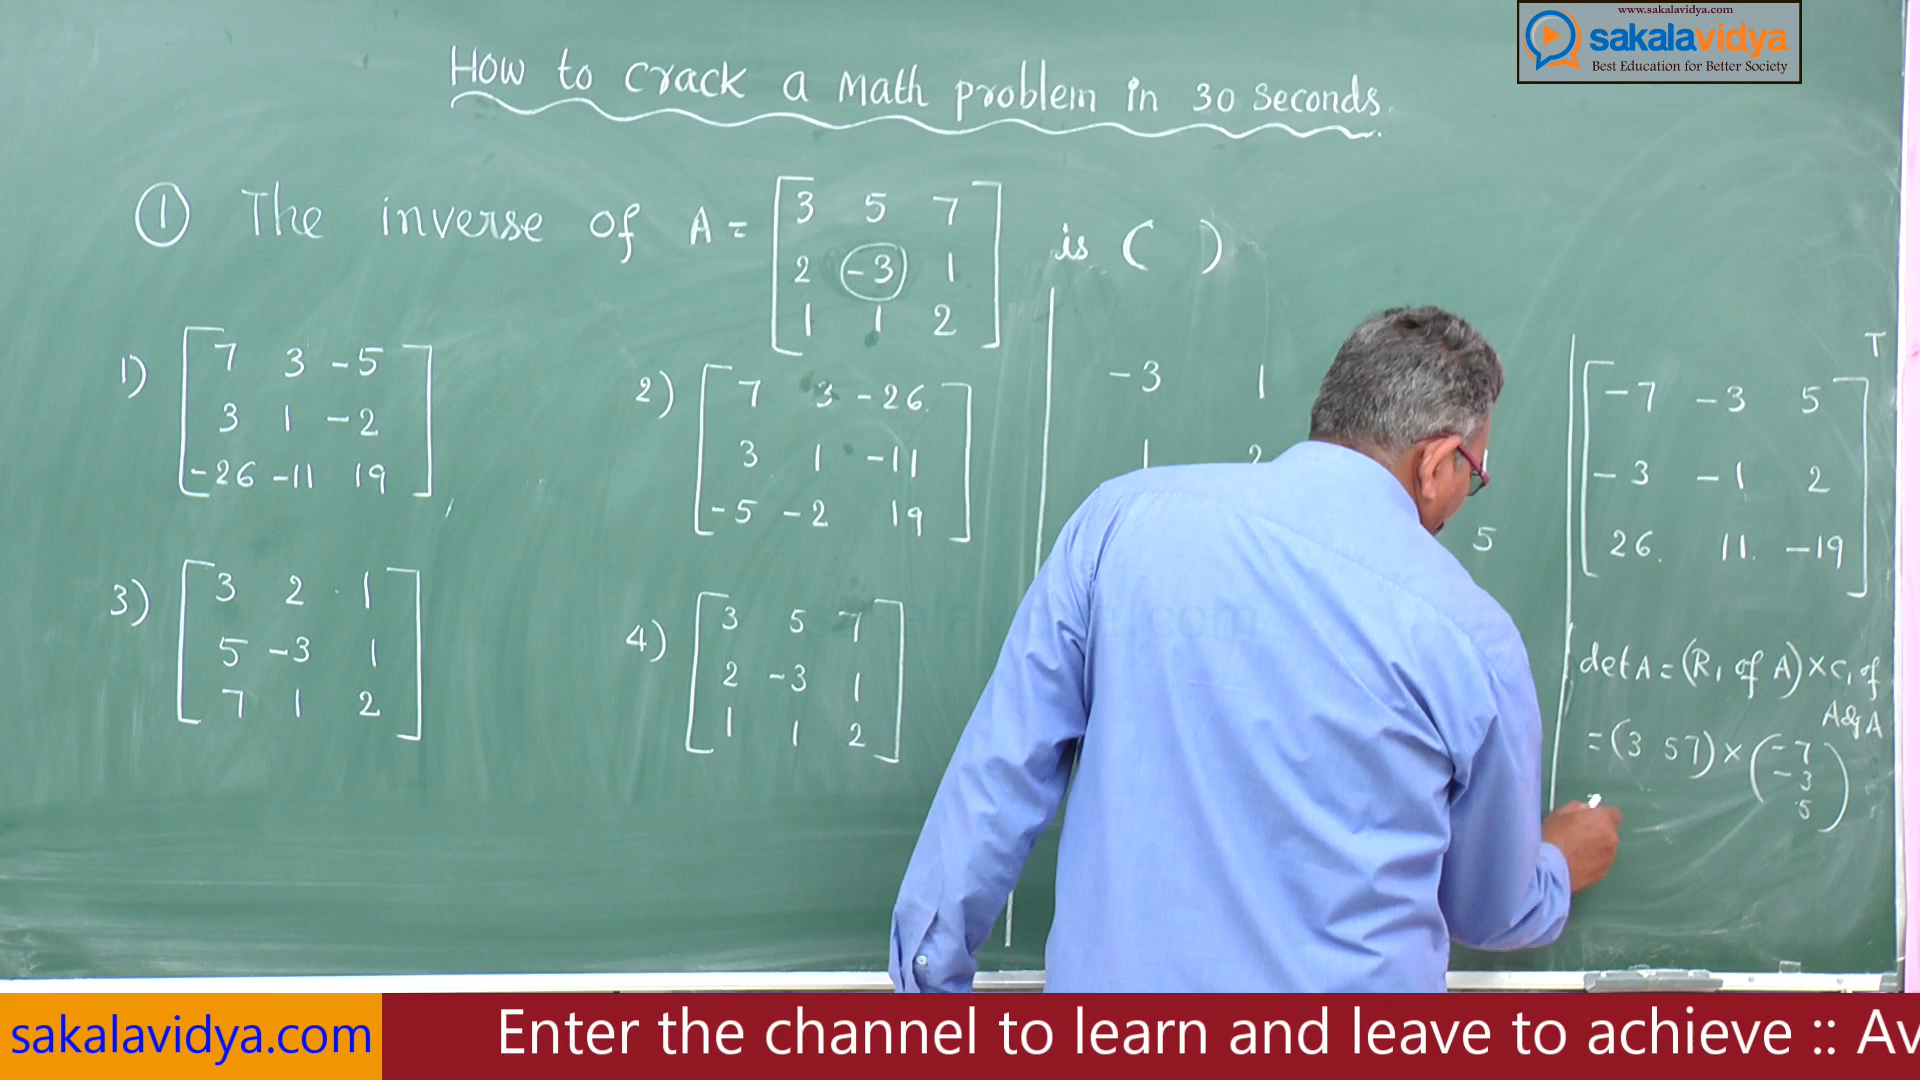 www.sakalavidya.com
sakalavidya
Best Education for Better Society
How to crack a Math problem in 30 seconds.
1 The inverse of A = 3 5 7 is ( )
2 -3 1
1 1 2
1) 7 3 -5
3 1 -2
-26 -11 19
2) 7 3 -26
3 1 -11
-5 -2 19
3) 3 2 1
5 -3 1
7 1 2
4) 3 5 7
2 -3 1
1 1 2
-3 1
1 2
5
T
-7 -3 5
-3 -1 2
26 11 -19
det A = (R1 of A) × C1 of
Adj A
= (3 5 7) × (-7
-3
5)
sakalavidya.com
Enter the channel to learn and leave to achieve :: Av